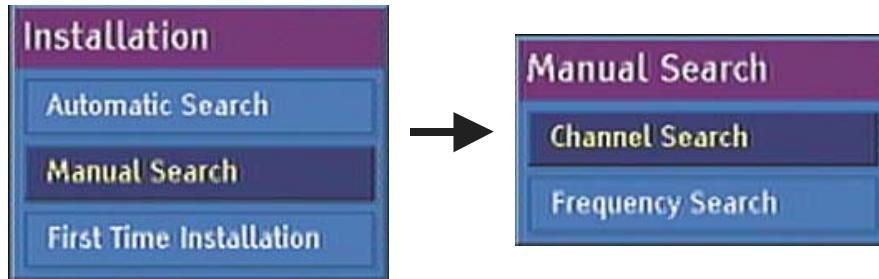 Installation
Automatic Search
Manual Search
First Time Installation
Manual Search
Channel Search
Frequency Search